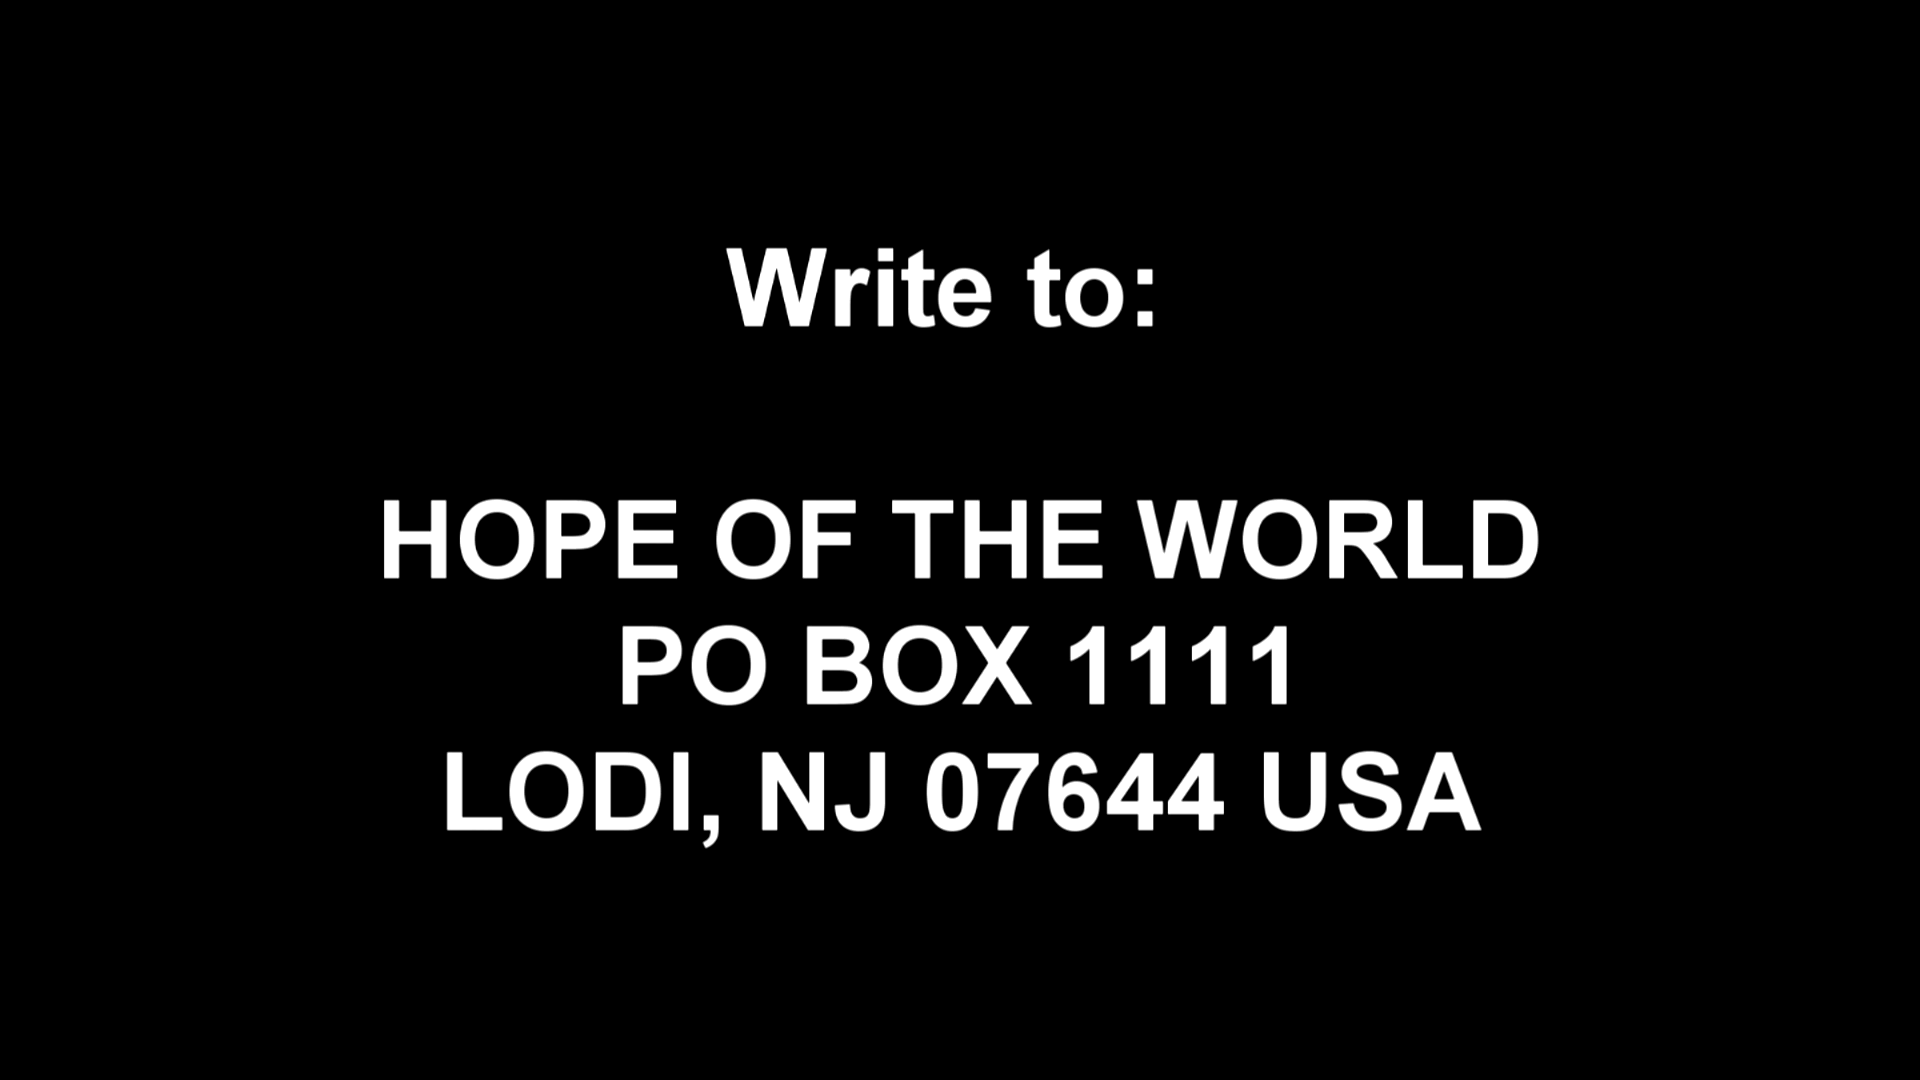 Write to:
HOPE OF THE WORLD
PO BOX 1111
LODI, NJ 07644 USA